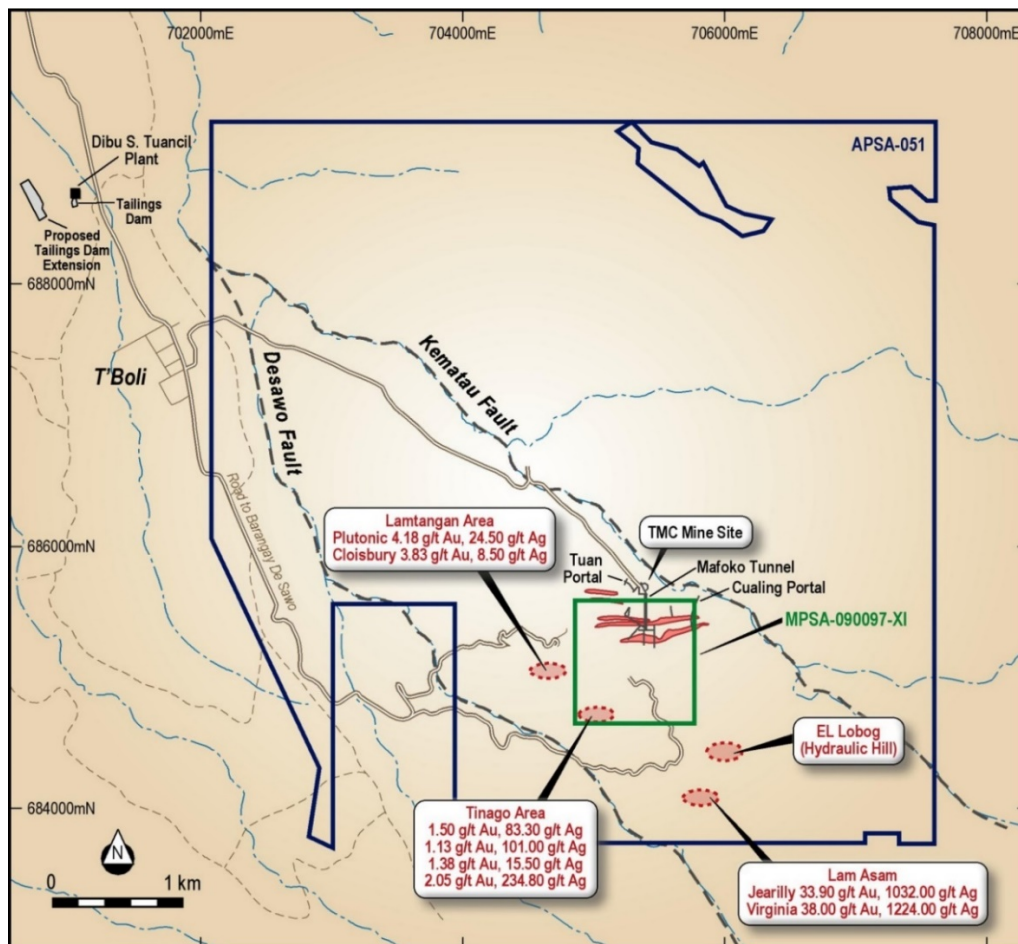 702000mE
704000mE
706000mE
708000mE
APSA-051
Dibu S. Tuancil
Plant
Tailings
Dam
Proposed
Tailings Dam
Extension
688000mN
T'Boli
Desawo Fault
Kematau Fault
Road to Barangay De Sawo
686000mN
Lamtangan Area
Plutonic 4.18 g/t Au, 24.50 g/t Ag
Cloisbury 3.83 g/t Au, 8.50 g/t Ag
TMC Mine Site
Tuan
Portal
Mafoko Tunnel
Cualing Portal
MPSA-090097-XI
EL Lobog
(Hydraulic Hill)
684000mN
Tinago Area
1.50 g/t Au, 83.30 g/t Ag
1.13 g/t Au, 101.00 g/t Ag
1.38 g/t Au, 15.50 g/t Ag
2.05 g/t Au, 234.80 g/t Ag
Lam Asam
Jearilly 33.90 g/t Au, 1032.00 g/t Ag
Virginia 38.00 g/t Au, 1224.00 g/t Ag
N
0 1 km